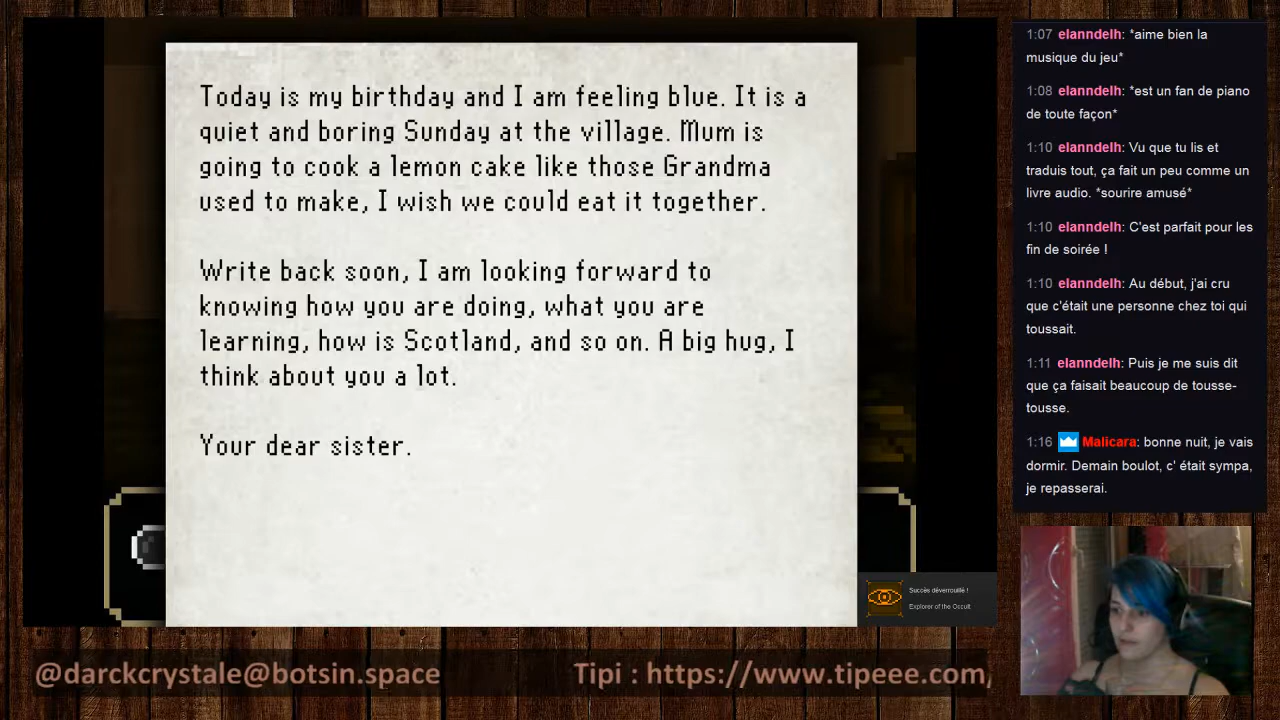 Today is my birthday and I am feeling blue. It is a
quiet and boring Sunday at the village. Mum is
going to cook a lemon cake like those Grandma
used to make, I wish we could eat it together.
Write back soon, I am looking forward to
knowing how you are doing, what you are
learning, how is Scotland, and so on. A big hug, I
think about you a lot.
Your dear sister.
Succès déverrouillé !
Explorer of the Occult
1:07 elanndelh: *aime bien la
musique du jeu*
1:08 elanndelh: *est un fan de piano
de toute façon*
1:10 elanndelh: Vu que tu lis et
traduis tout, ça fait un peu comme un
livre audio. *sourire amusé*
1:10 elanndelh: C'est parfait pour les
fin de soirée !
1:10 elanndelh: Au début, j'ai cru
que c'était une personne chez toi qui
toussait.
1:11 elanndelh: Puis je me suis dit
que ça faisait beaucoup de tousse-
tousse.
1:16 Malicara: bonne nuit, je vais
dormir. Demain boulot, c' était sympa,
je repasserai.
@darckcrystale@botsin.space
Tipi : https://www.tipeee.com/